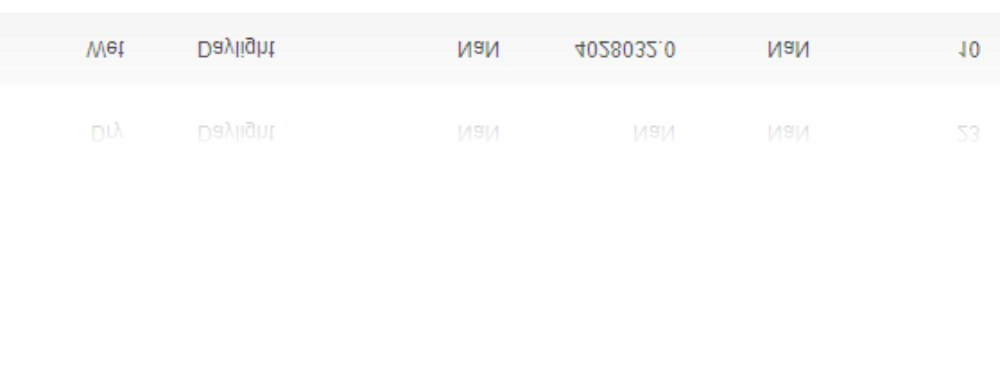 Wet Daylight NaN 4028032.0 NaN 10
Dry Daylight NaN NaN NaN 23